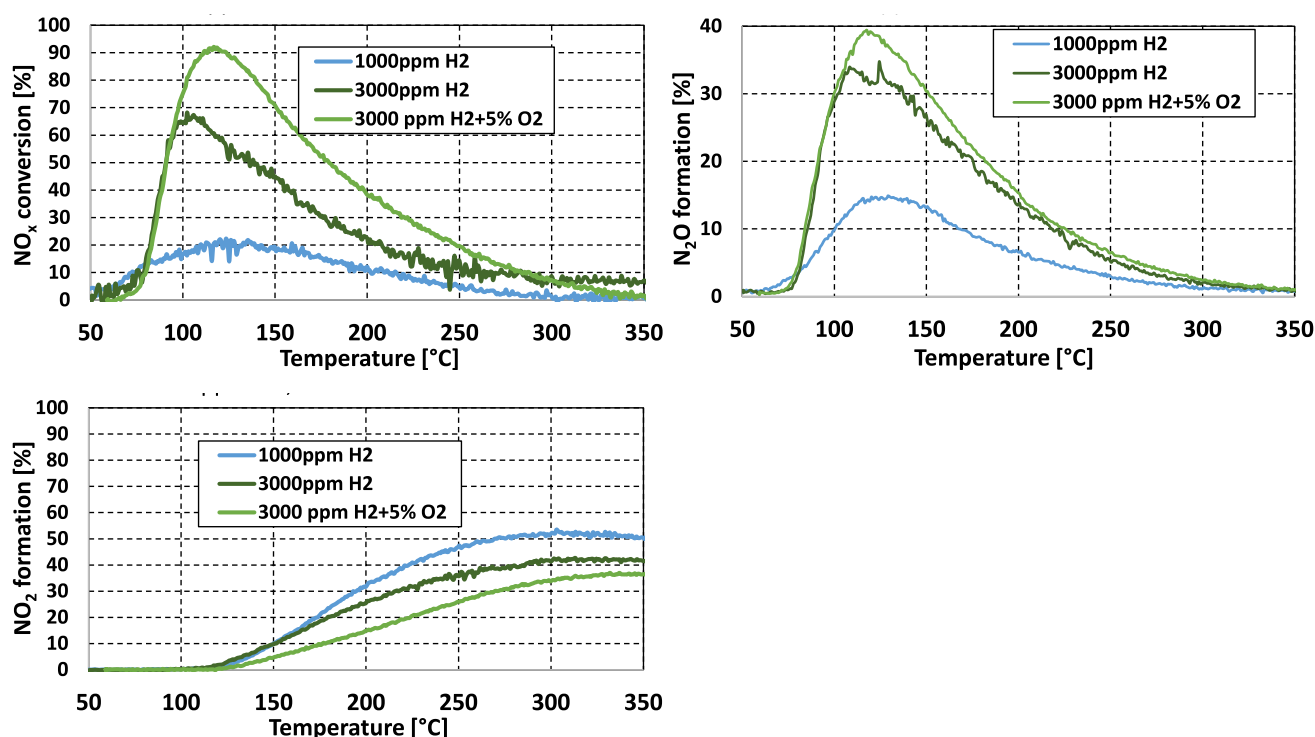 100
90
80
70
60
50
40
30
20
10
0
NOx conversion [%]
1000ppm H2
3000ppm H2
3000 ppm H2+5% O2
50 100 150 200 250 300 350
Temperature [°C]
40
30
20
10
0
N2O formation [%]
1000ppm H2
3000ppm H2
3000 ppm H2+5% O2
50 100 150 200 250 300 350
Temperature [°C]
100
90
80
70
60
50
40
30
20
10
0
NO2 formation [%]
1000ppm H2
3000ppm H2
3000 ppm H2+5% O2
50 100 150 200 250 300 350
Temperature [°C]